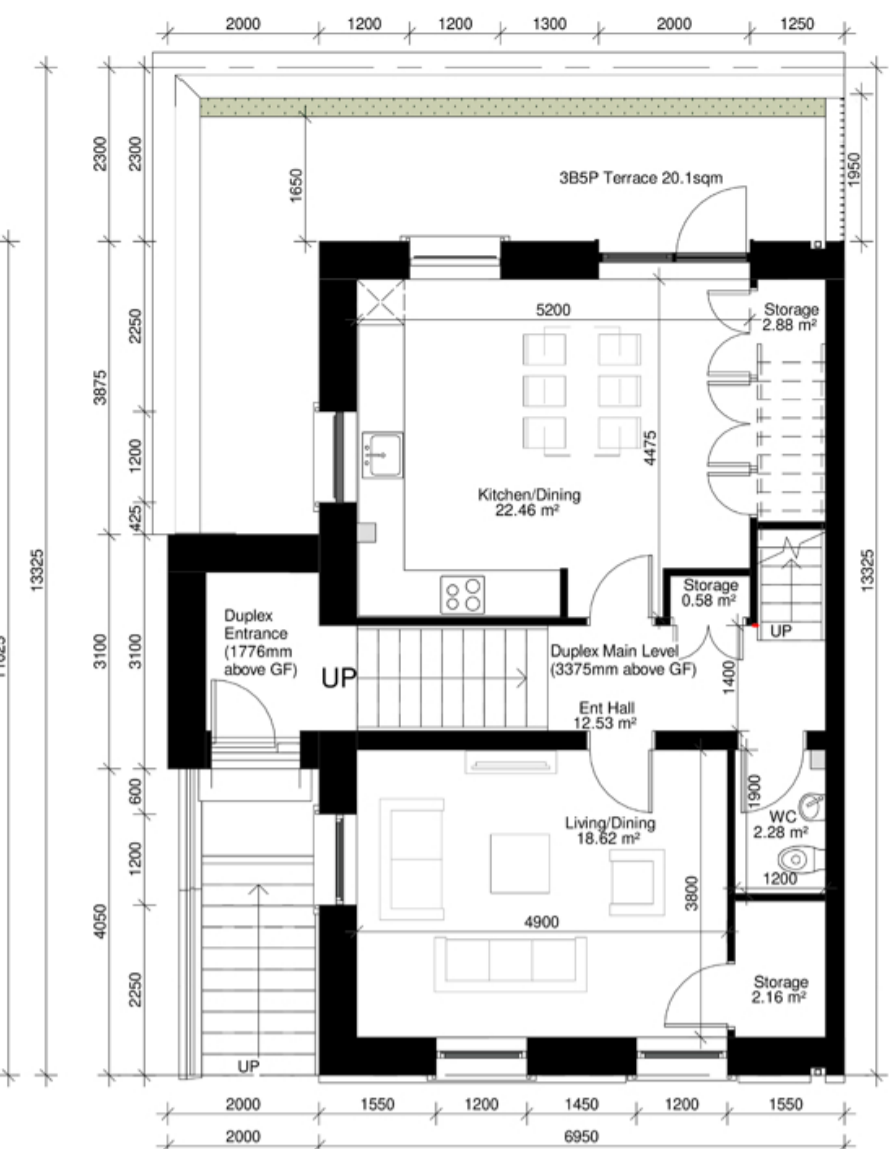 2000 1200 1200 1300 2000 1250
2300
2300
1650
3B5P Terrace 20.1sqm
1950
2250
5200
Storage
2.88 m²
3875
1200
4475
Kitchen/Dining
22.46 m²
425
13325
13325
Storage
0.58 m²
Duplex
Entrance
(1776mm
above GF)
3100
3100
UP
Duplex Main Level
(3375mm above GF)
UP
1400
Ent Hall
12.53 m²
600
1900
Living/Dining
18.62 m²
WC
2.28 m²
1200
1200
3800
4050
4900
2250
Storage
2.16 m²
UP
2000 1550 1200 1450 1200 1550
2000 6950